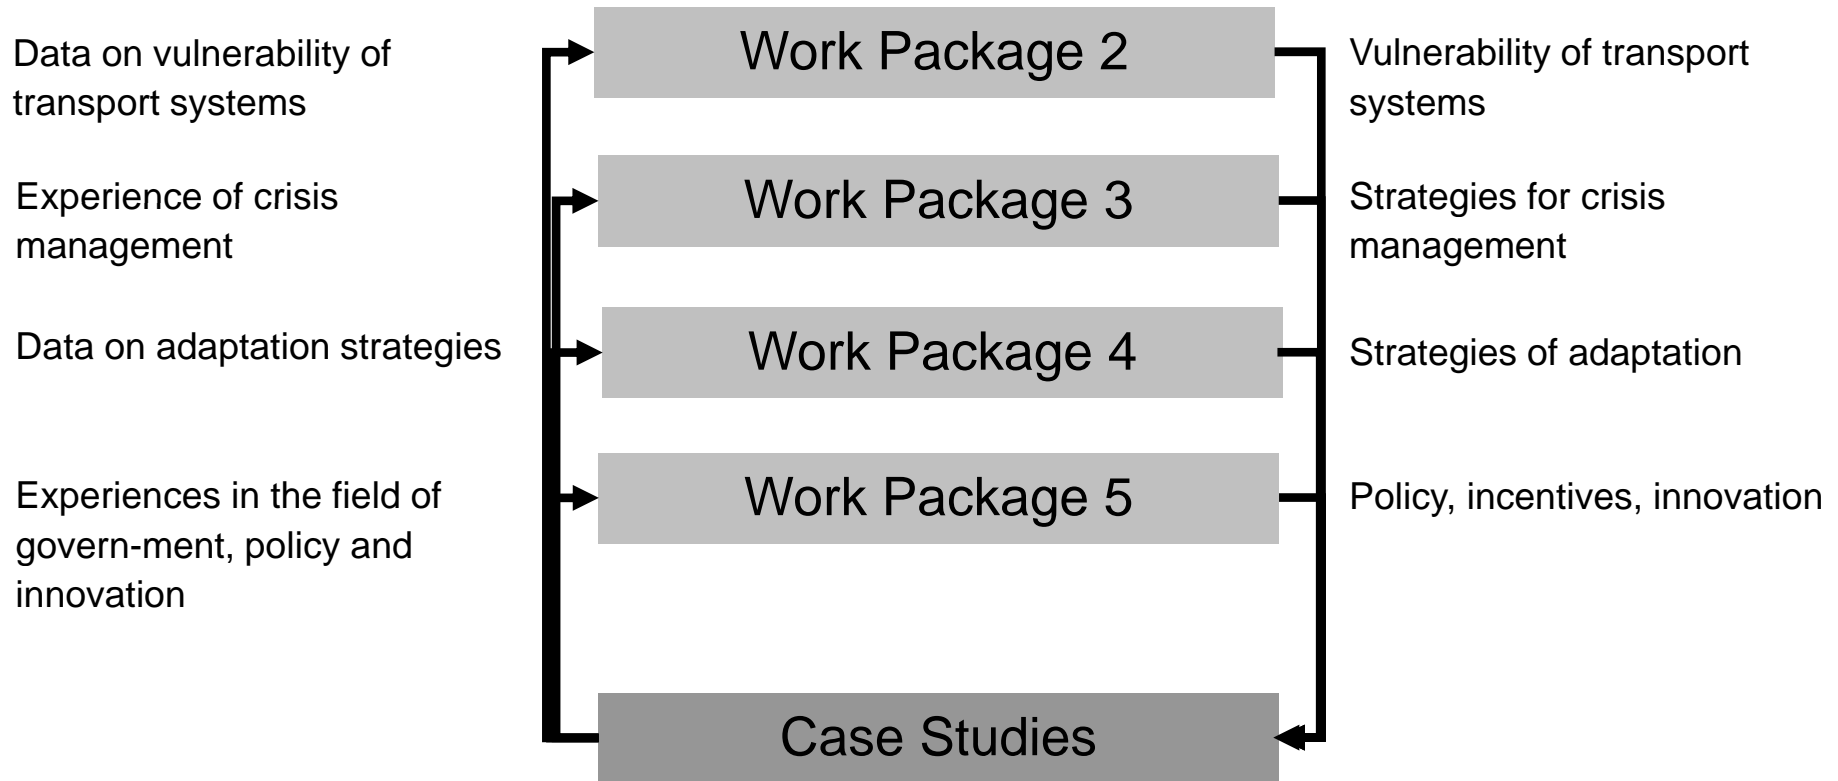 Data on vulnerability of
transport systems
Work Package 2
Vulnerability of transport
systems
Experience of crisis
management
Work Package 3
Strategies for crisis
management
Data on adaptation strategies
Work Package 4
Strategies of adaptation
Experiences in the field of
govern-ment, policy and
innovation
Work Package 5
Policy, incentives, innovation
Case Studies